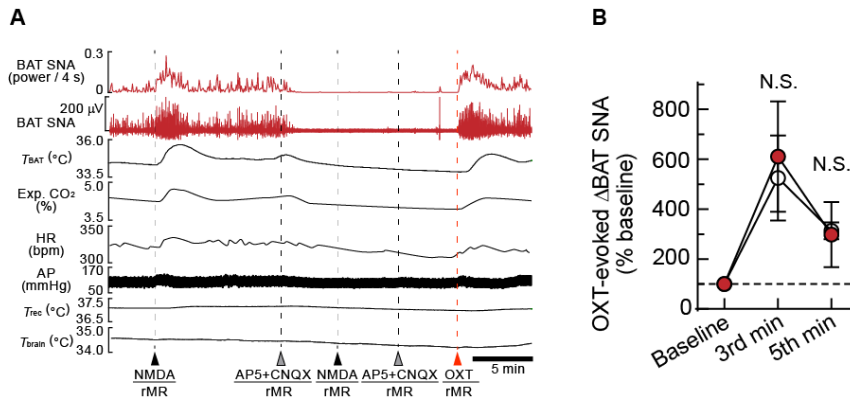 A
BAT SNA
(power / 4 s)
0.3
0
200 µV
BAT SNA
36.0
TBAT (°C)
33.5
5.0
Exp. CO2
(%)
3.5
350
HR
(bpm)
300
170
AP
(mmHg)
50
37.5
Trec (°C)
36.5
35.0
Tbrain (°C)
34.0
NMDA AP5+CNQX NMDA AP5+CNQX OXT
rMR rMR rMR rMR rMR
5 min
B
OXT-evoked ΔBAT SNA
(% baseline)
800
600
400
200
0
N.S.
N.S.
Baseline
3rd min
5th min